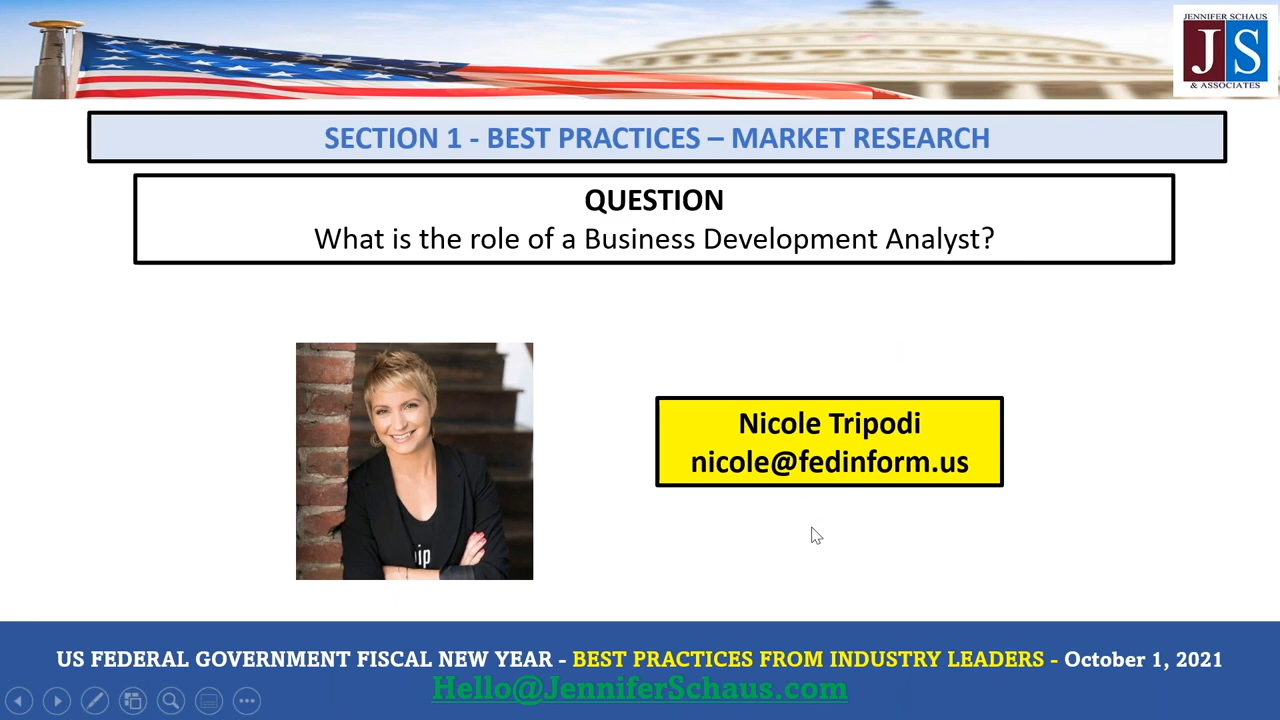 JENNIFER SCHAUS
JS
& ASSOCIATES
SECTION 1 - BEST PRACTICES – MARKET RESEARCH
QUESTION
What is the role of a Business Development Analyst?
Nicole Tripodi
nicole@fedinform.us
ip
US FEDERAL GOVERNMENT FISCAL NEW YEAR - BEST PRACTICES FROM INDUSTRY LEADERS - October 1, 2021
Hello@JenniferSchaus.com